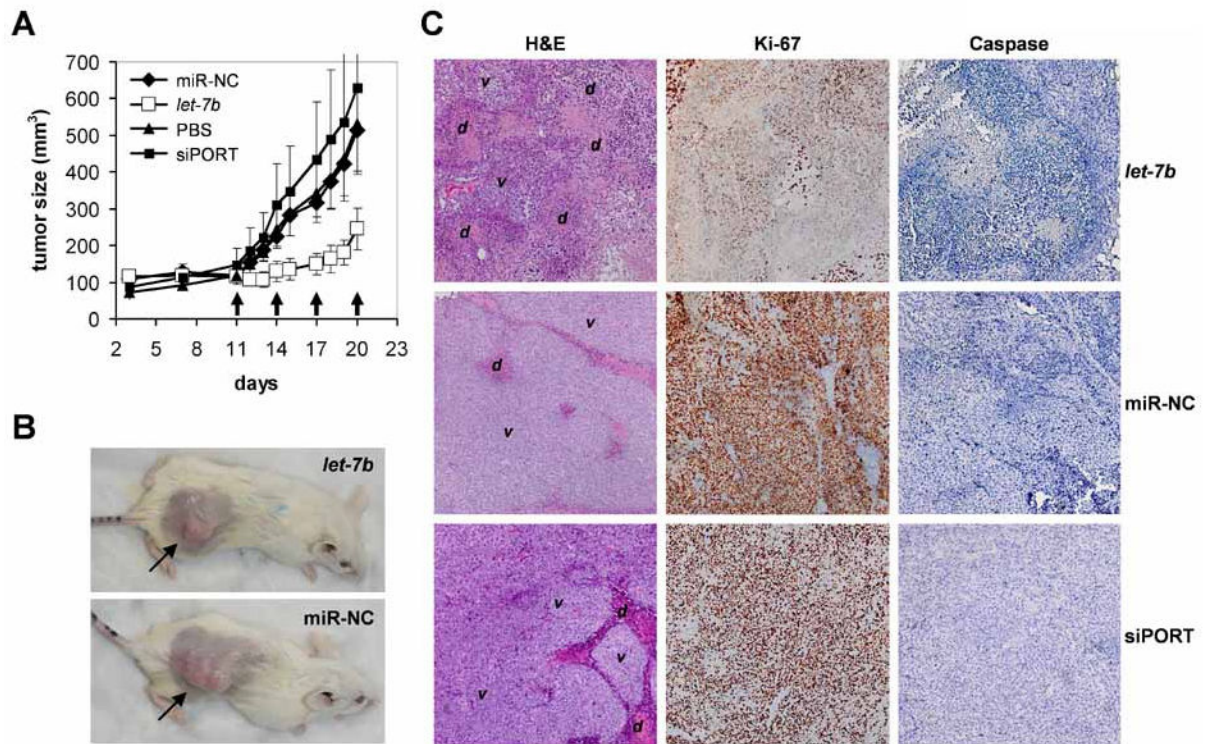 A
tumor size (mm³)
700
600
500
400
300
200
100
0
miR-NC
let-7b
PBS
siPORT
2 5 8 11 14 17 20 23
days
B
let-7b
miR-NC
C
H&E Ki-67 Caspase
v d
d d
v
d d
let-7b
v
d
v
miR-NC
v d
v
v
d
siPORT